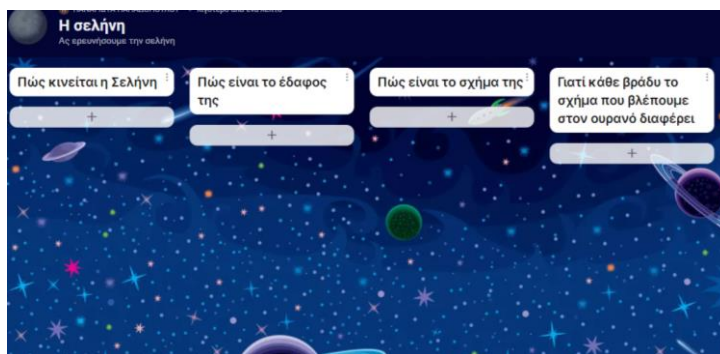 Η σελήνη
Ας ερευνήσουμε την σελήνη
Πώς κινείται η Σελήνη
+
Πώς είναι το έδαφος
της
+
Πώς είναι το σχήμα της
+
Γιατί κάθε βράδυ το
σχήμα που βλέπουμε
στον ουρανό διαφέρει
+